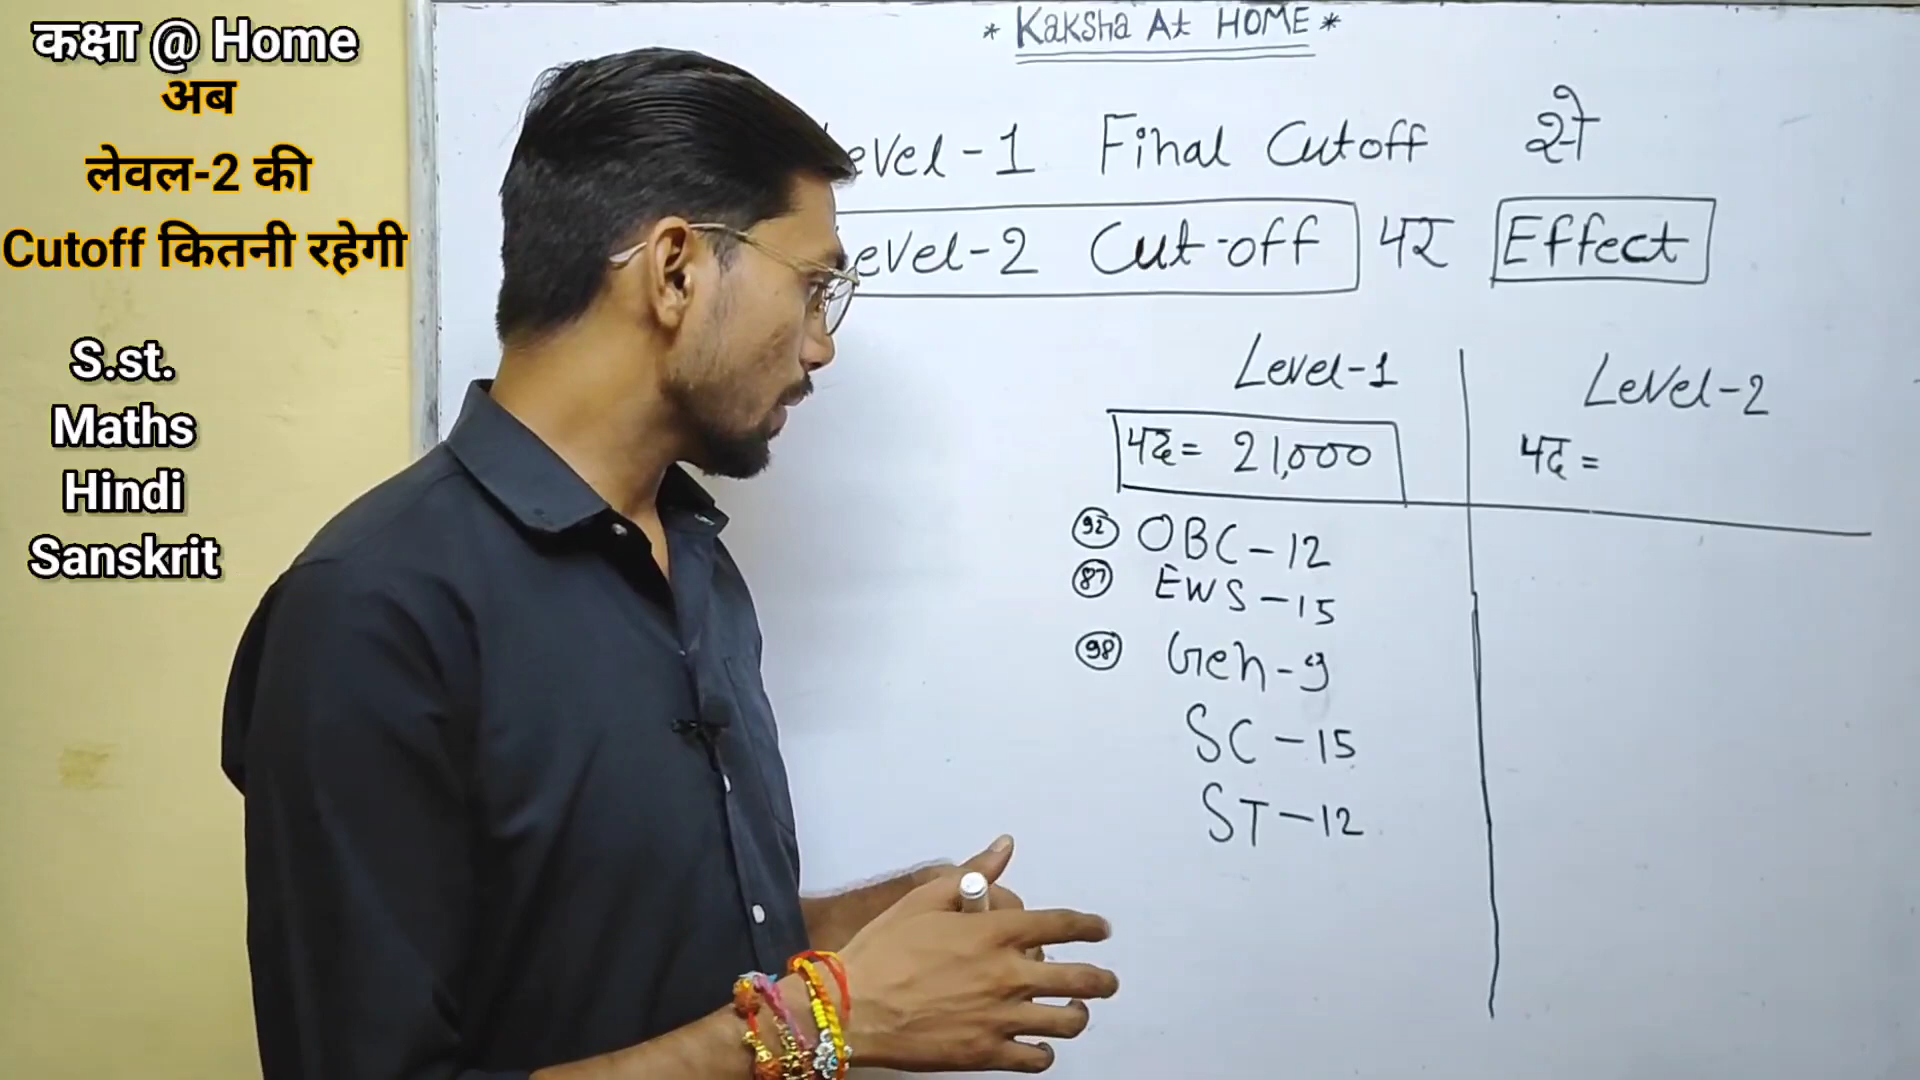 कक्षा @ Home
अब
लेवल-2 की
Cutoff कितनी रहेगी
S.st.
Maths
Hindi
Sanskrit
* Kaksha At HOME *
evel-1 Final Cutoff से
evel-2 Cut-off पर Effect
Level-1
पद = 21,000
92 OBC-12
87 EWS-15
98 Gen-9
SC-15
ST-12
Level-2
पद =